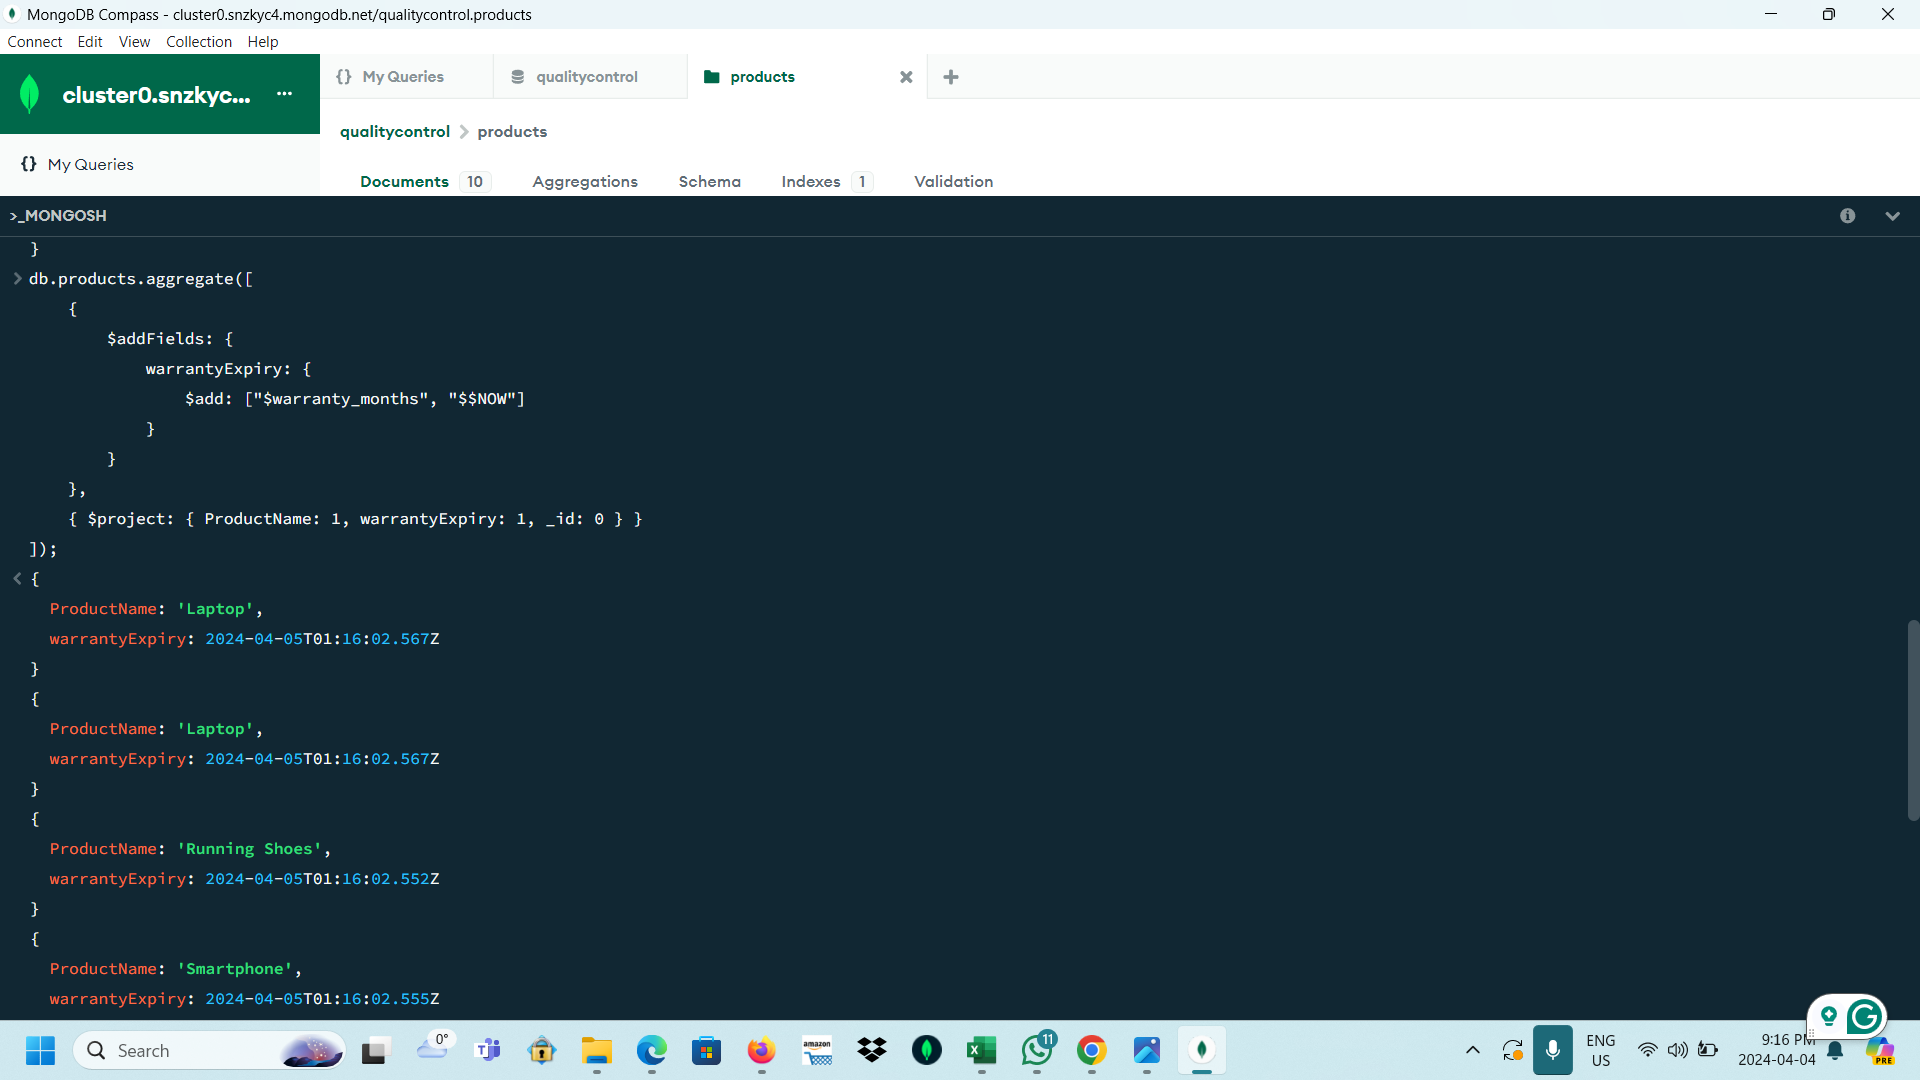 MongoDB Compass - cluster0.snzkyc4.mongodb.net/qualitycontrol.products
Connect Edit View Collection Help
cluster0.snzkyc... ···
{} My Queries
qualitycontrol
products
{} My Queries
qualitycontrol > products
Documents 10 Aggregations Schema Indexes 1 Validation
>_MONGOSH
}
> db.products.aggregate([
{
$addFields: {
warrantyExpiry: {
$add: ["$warranty_months", "$$NOW"]
}
}
},
{ $project: { ProductName: 1, warrantyExpiry: 1, _id: 0 } }
]);
< {
ProductName: 'Laptop',
warrantyExpiry: 2024-04-05T01:16:02.567Z
}
{
ProductName: 'Laptop',
warrantyExpiry: 2024-04-05T01:16:02.567Z
}
{
ProductName: 'Running Shoes',
warrantyExpiry: 2024-04-05T01:16:02.552Z
}
{
ProductName: 'Smartphone',
warrantyExpiry: 2024-04-05T01:16:02.555Z
Search
0°
amazon
11
ENG
US
9:16 PM
2024-04-04
PRE